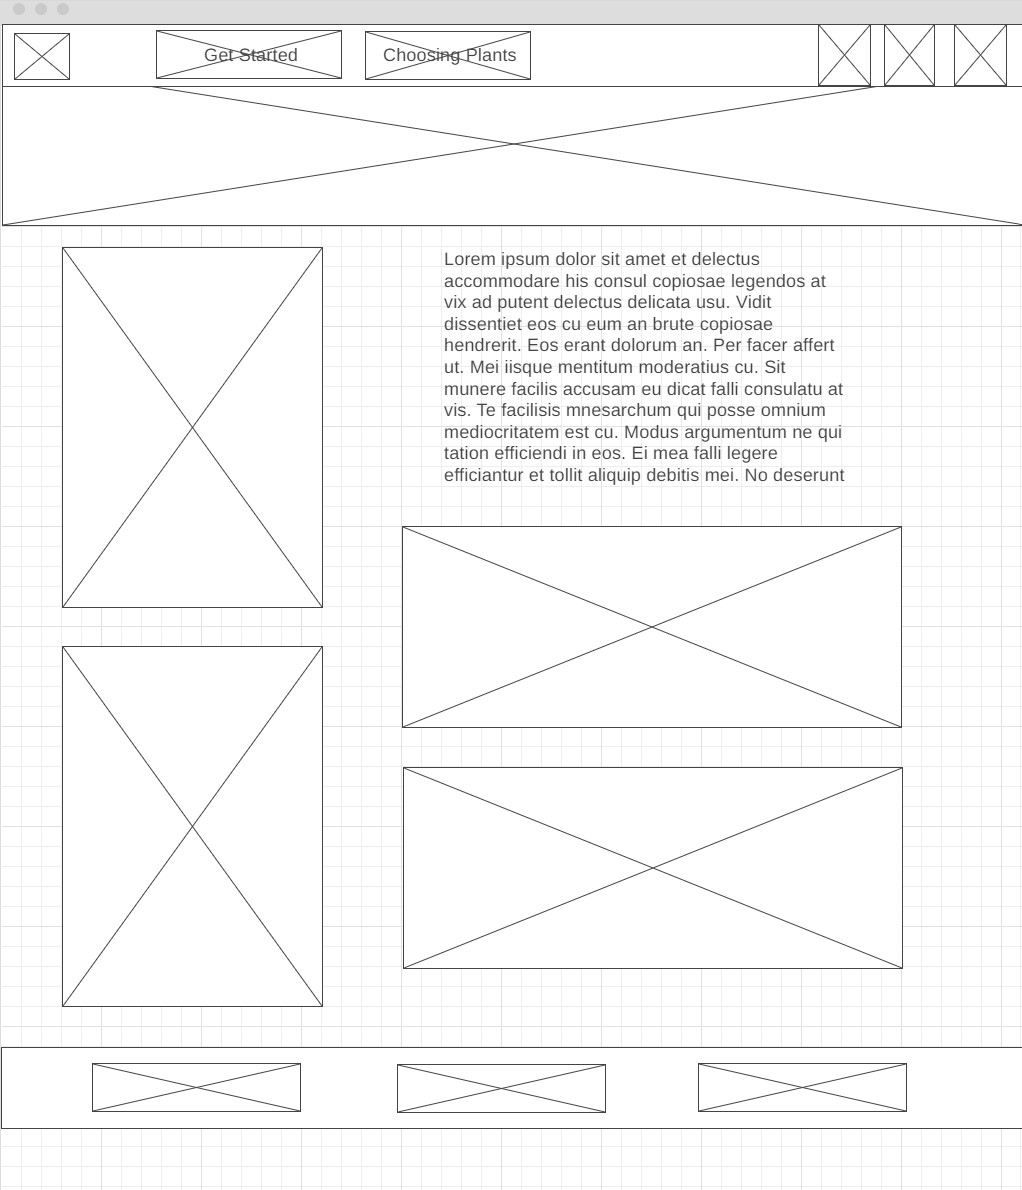 Get Started
Choosing Plants
Lorem ipsum dolor sit amet et delectus
accommodare his consul copiosae legendos at
vix ad putent delectus delicata usu. Vidit
dissentiet eos cu eum an brute copiosae
hendrerit. Eos erant dolorum an. Per facer affert
ut. Mei iisque mentitum moderatius cu. Sit
munere facilis accusam eu dicat falli consulatu at
vis. Te facilisis mnesarchum qui posse omnium
mediocritatem est cu. Modus argumentum ne qui
tation efficiendi in eos. Ei mea falli legere
efficiantur et tollit aliquip debitis mei. No deserunt